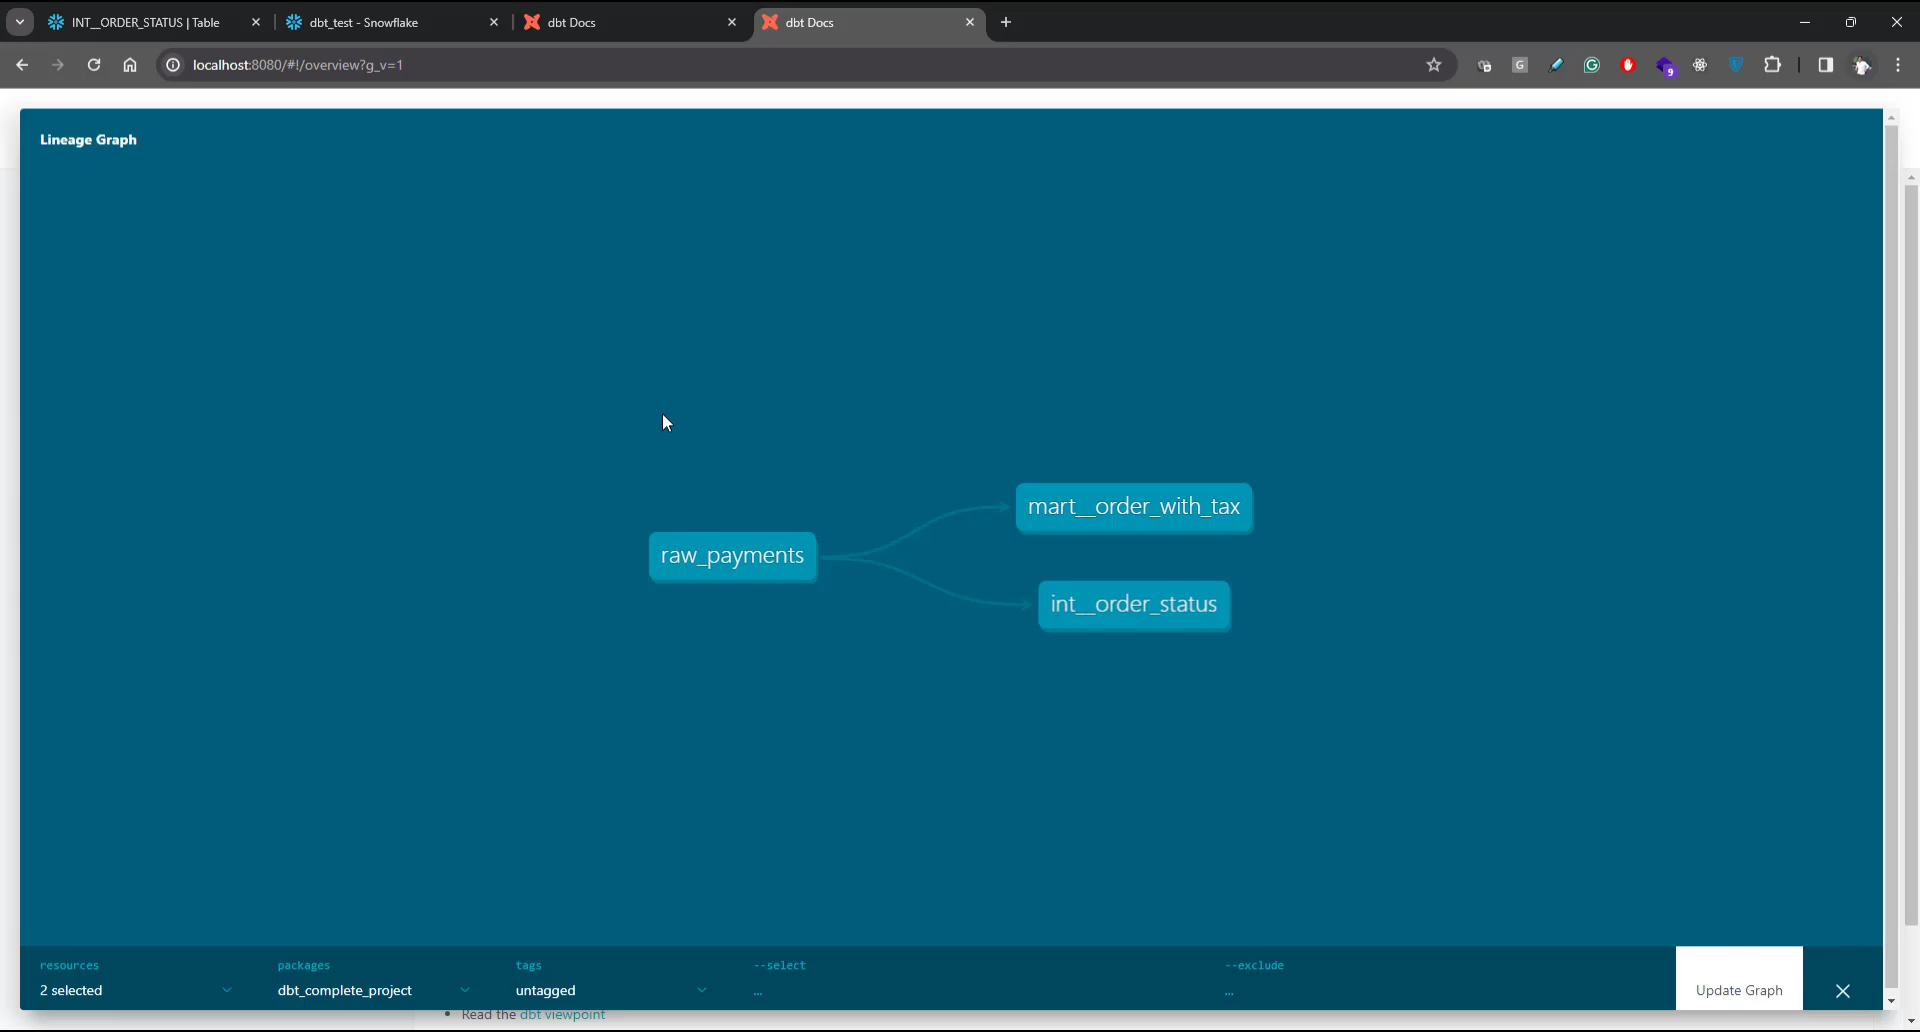 INT__ORDER_STATUS | Table
dbt_test - Snowflake
dbt Docs
dbt Docs
localhost:8080/#!/overview?g_v=1
G
9
Lineage Graph
mart__order_with_tax
raw_payments
int__order_status
resources
packages
tags
--select
--exclude
2 selected
dbt_complete_project
untagged
...
...
Update Graph
Read the dbt viewpoint